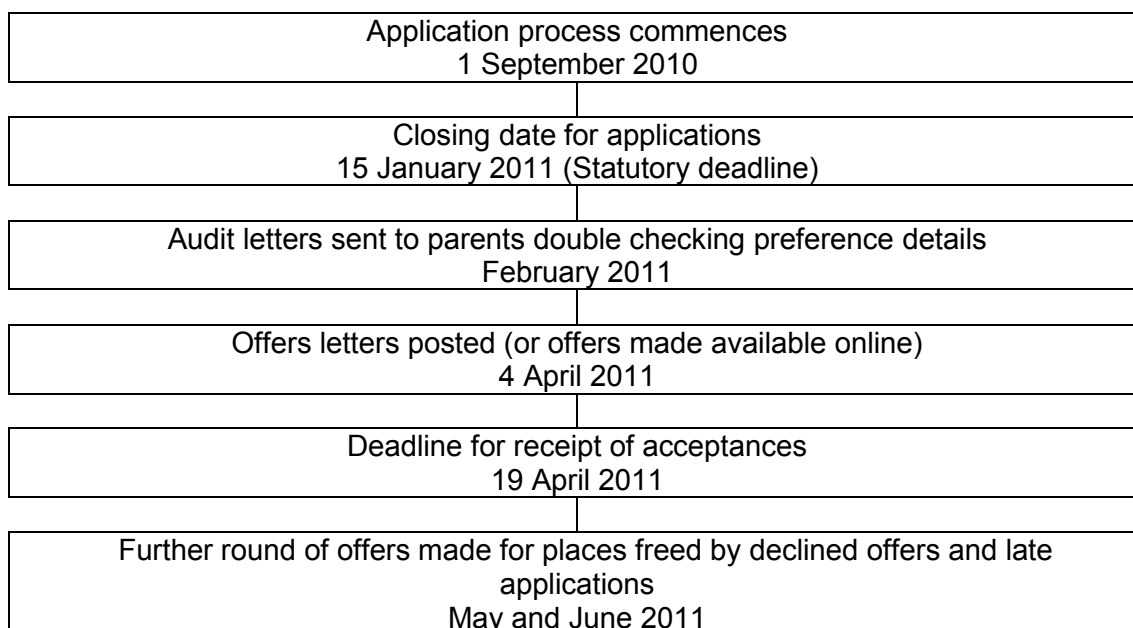 Application process commences
1 September 2010
Closing date for applications
15 January 2011 (Statutory deadline)
Audit letters sent to parents double checking preference details
February 2011
Offers letters posted (or offers made available online)
4 April 2011
Deadline for receipt of acceptances
19 April 2011
Further round of offers made for places freed by declined offers and late
applications
May and June 2011